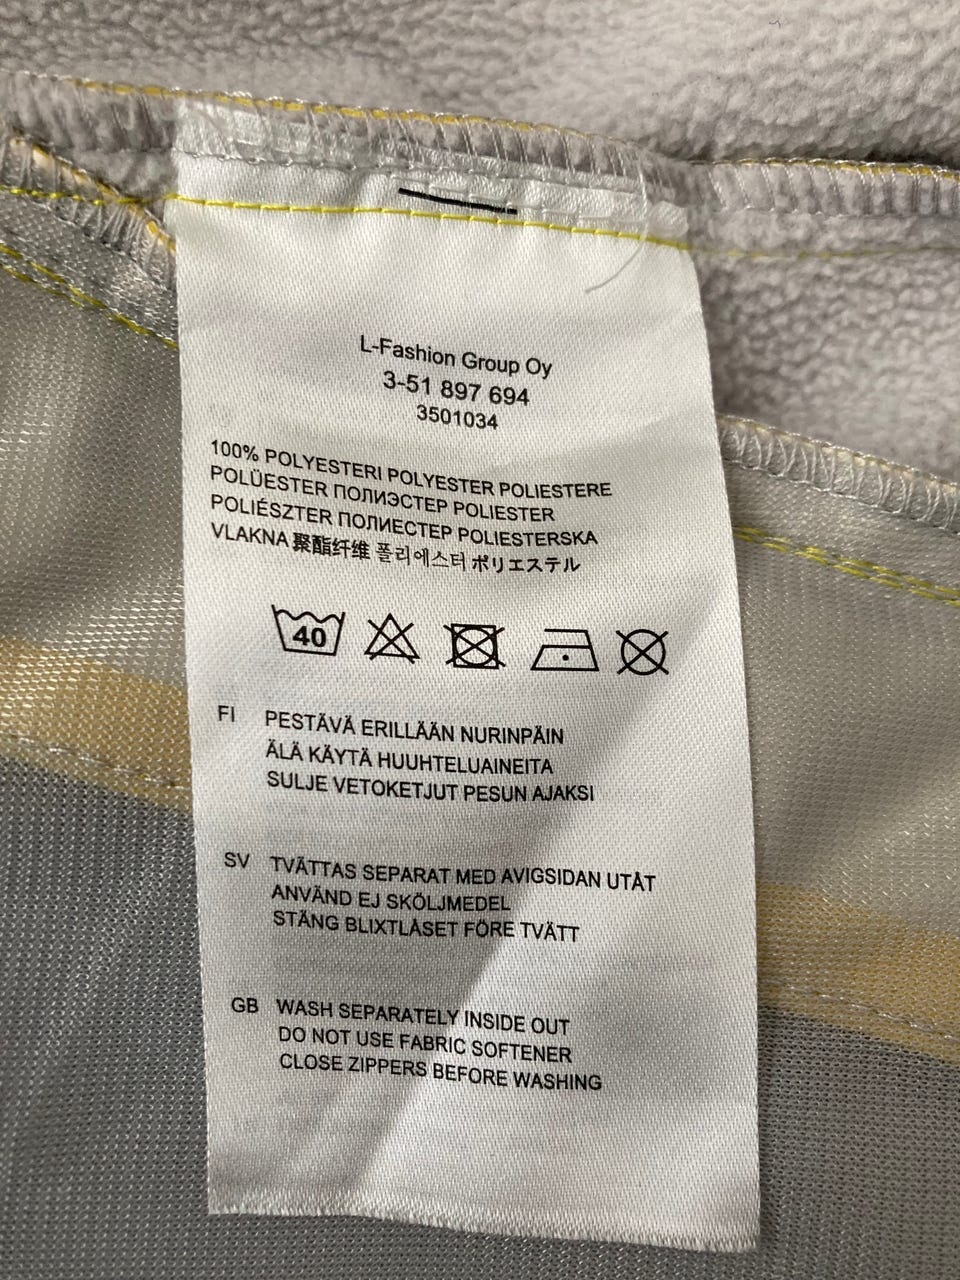 L-Fashion Group Oy
3-51 897 694
3501034
100% POLYESTERI POLYESTER POLIESTERE
POLÜESTER ПОЛИЭСТЕР POLIESTER
POLIÉSZTER ПОЛИЕСТЕР POLIESTERSKA
VLAKNA 聚酯纤维 폴리에스터 ポリエステル
40
FI PESTÄVÄ ERILLÄÄN NURINPÄIN
ÄLÄ KÄYTÄ HUUHTELUAINEITA
SULJE VETOKETJUT PESUN AJAKSI
SV TVÄTTAS SEPARAT MED AVIGSIDAN UTÅT
ANVÄND EJ SKÖLJMEDEL
STÄNG BLIXTLÅSET FÖRE TVÄTT
GB WASH SEPARATELY INSIDE OUT
DO NOT USE FABRIC SOFTENER
CLOSE ZIPPERS BEFORE WASHING